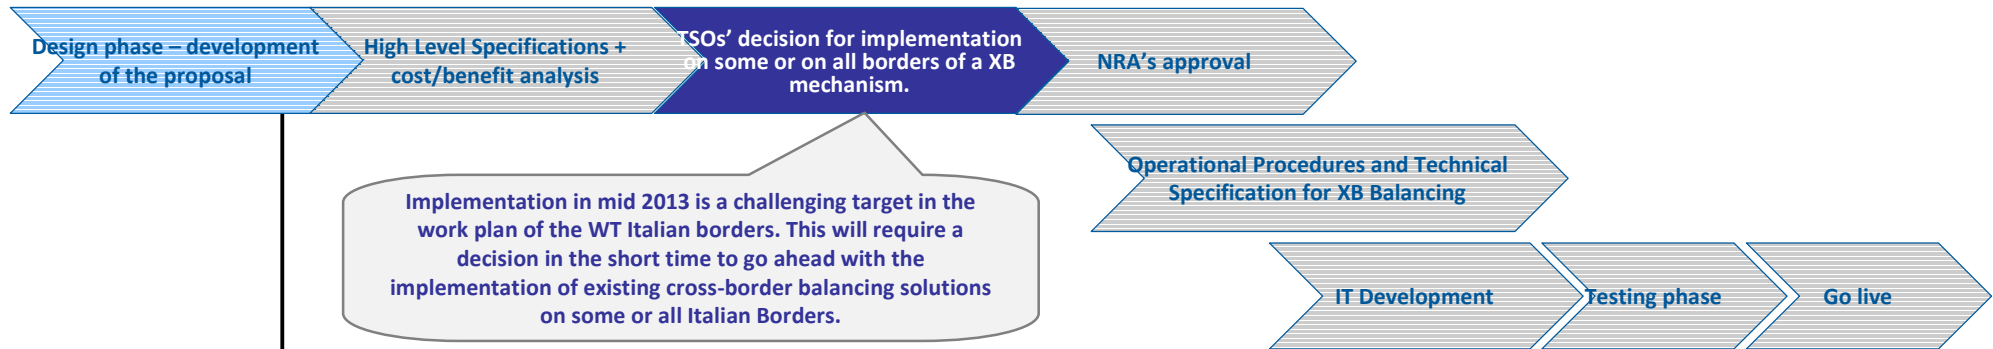 Design phase – development
of the proposal
High Level Specifications +
cost/benefit analysis
TSOs’ decision for implementation
on some or on all borders of a XB
mechanism.
NRA’s approval
Operational Procedures and Technical
Specification for XB Balancing
Implementation in mid 2013 is a challenging target in the
work plan of the WT Italian borders. This will require a
decision in the short time to go ahead with the
implementation of existing cross-border balancing solutions
on some or all Italian Borders.
IT Development
Testing phase
Go live